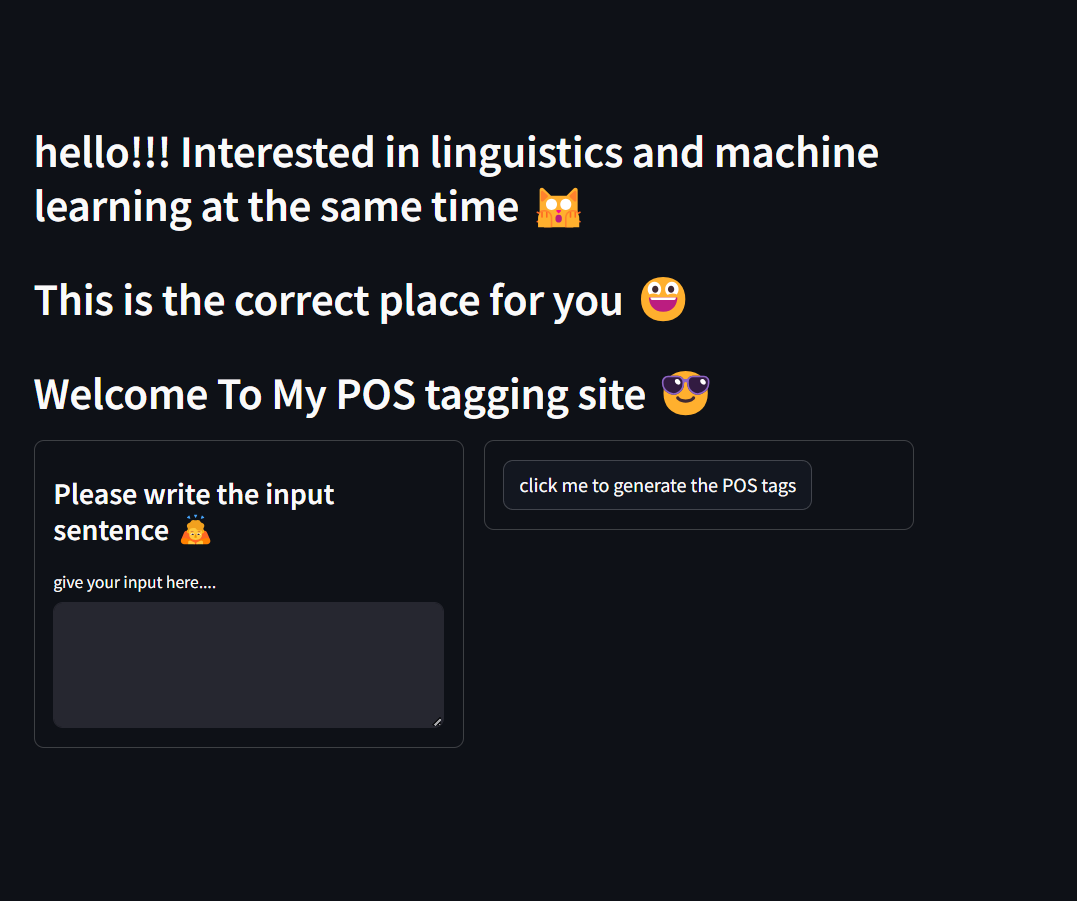 hello!!! Interested in linguistics and machine
learning at the same time 🙀
This is the correct place for you 😃
Welcome To My POS tagging site 😎
Please write the input
sentence 🙇
give your input here....
click me to generate the POS tags